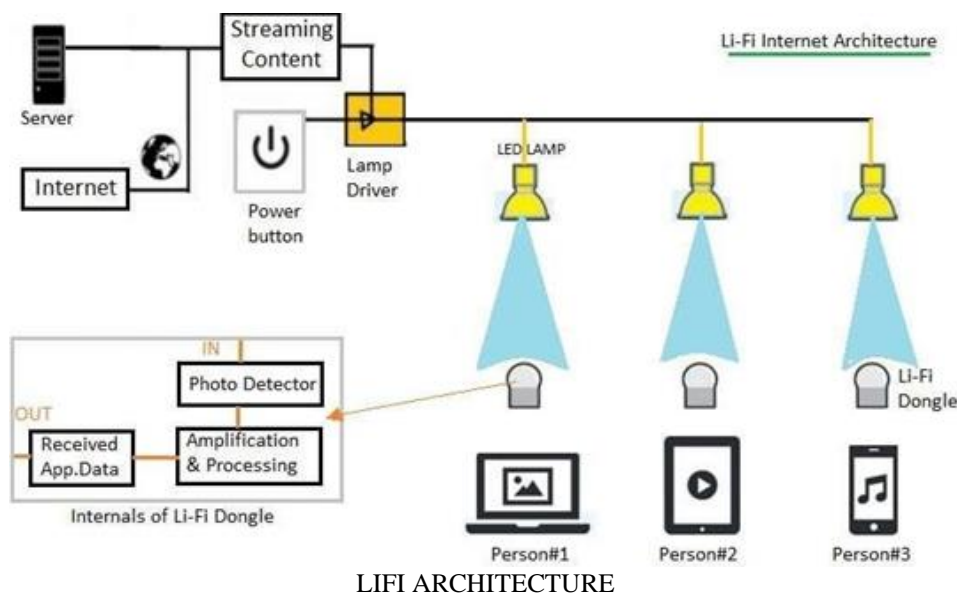 Streaming
Content
Li-Fi Internet Architecture
Server
Internet
Power
button
Lamp
Driver
LED LAMP
IN
Photo Detector
OUT
Received
App.Data
Amplification
& Processing
Internals of Li-Fi Dongle
Li-Fi
Dongle
Person#1
Person#2
Person#3
LIFI ARCHITECTURE